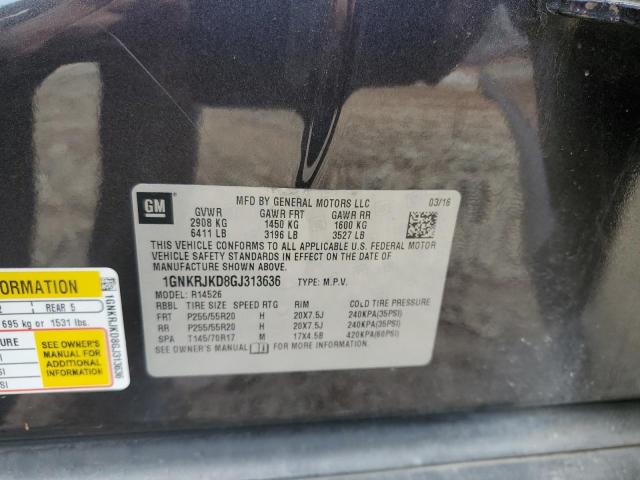 GM
MFD BY GENERAL MOTORS LLC 03/16
GVWR GAWR FRT GAWR RR
2908 KG 1450 KG 1600 KG
6411 LB 3196 LB 3527 LB
THIS VEHICLE CONFORMS TO ALL APPLICABLE U.S. FEDERAL MOTOR
VEHICLE SAFETY STANDARDS IN EFFECT ON THE DATE OF
MANUFACTURE SHOWN ABOVE.
1GNKRJKD8GJ313636 TYPE: M.P.V.
MODEL: R14526
RBBL TIRE SIZE SPEED RTG RIM COLD TIRE PRESSURE
FRT P255/55R20 H 20X7.5J 240KPA(35PSI)
RR P255/55R20 H 20X7.5J 240KPA(35PSI)
SPA T145/70R17 M 17X4.5B 420KPA(60PSI)
SEE OWNER'S MANUAL FOR MORE INFORMATION.
FORMATION
REAR 5
695 kg or 1531 lbs.
SEE OWNER'S
MANUAL FOR
ADDITIONAL
INFORMATION
1GNKRJKD8GJ313636